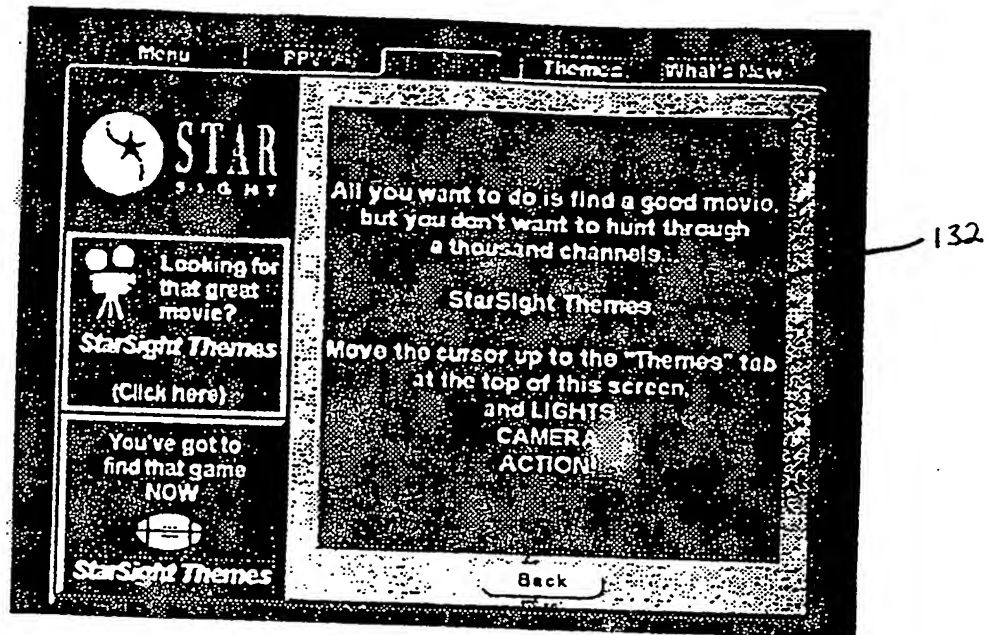 Menu
PPV
Themes
What's New
STAR
SIGHT
Looking for
that great
movie?
StarSight Themes
(Click here)
You've got to
find that game
NOW
StarSight Themes
All you want to do is find a good movie,
but you don't want to hunt through
a thousand channels...
StarSight Themes.
Move the cursor up to the "Themes" tab
at the top of this screen,
and LIGHTS
CAMERA
ACTION!
Back
132